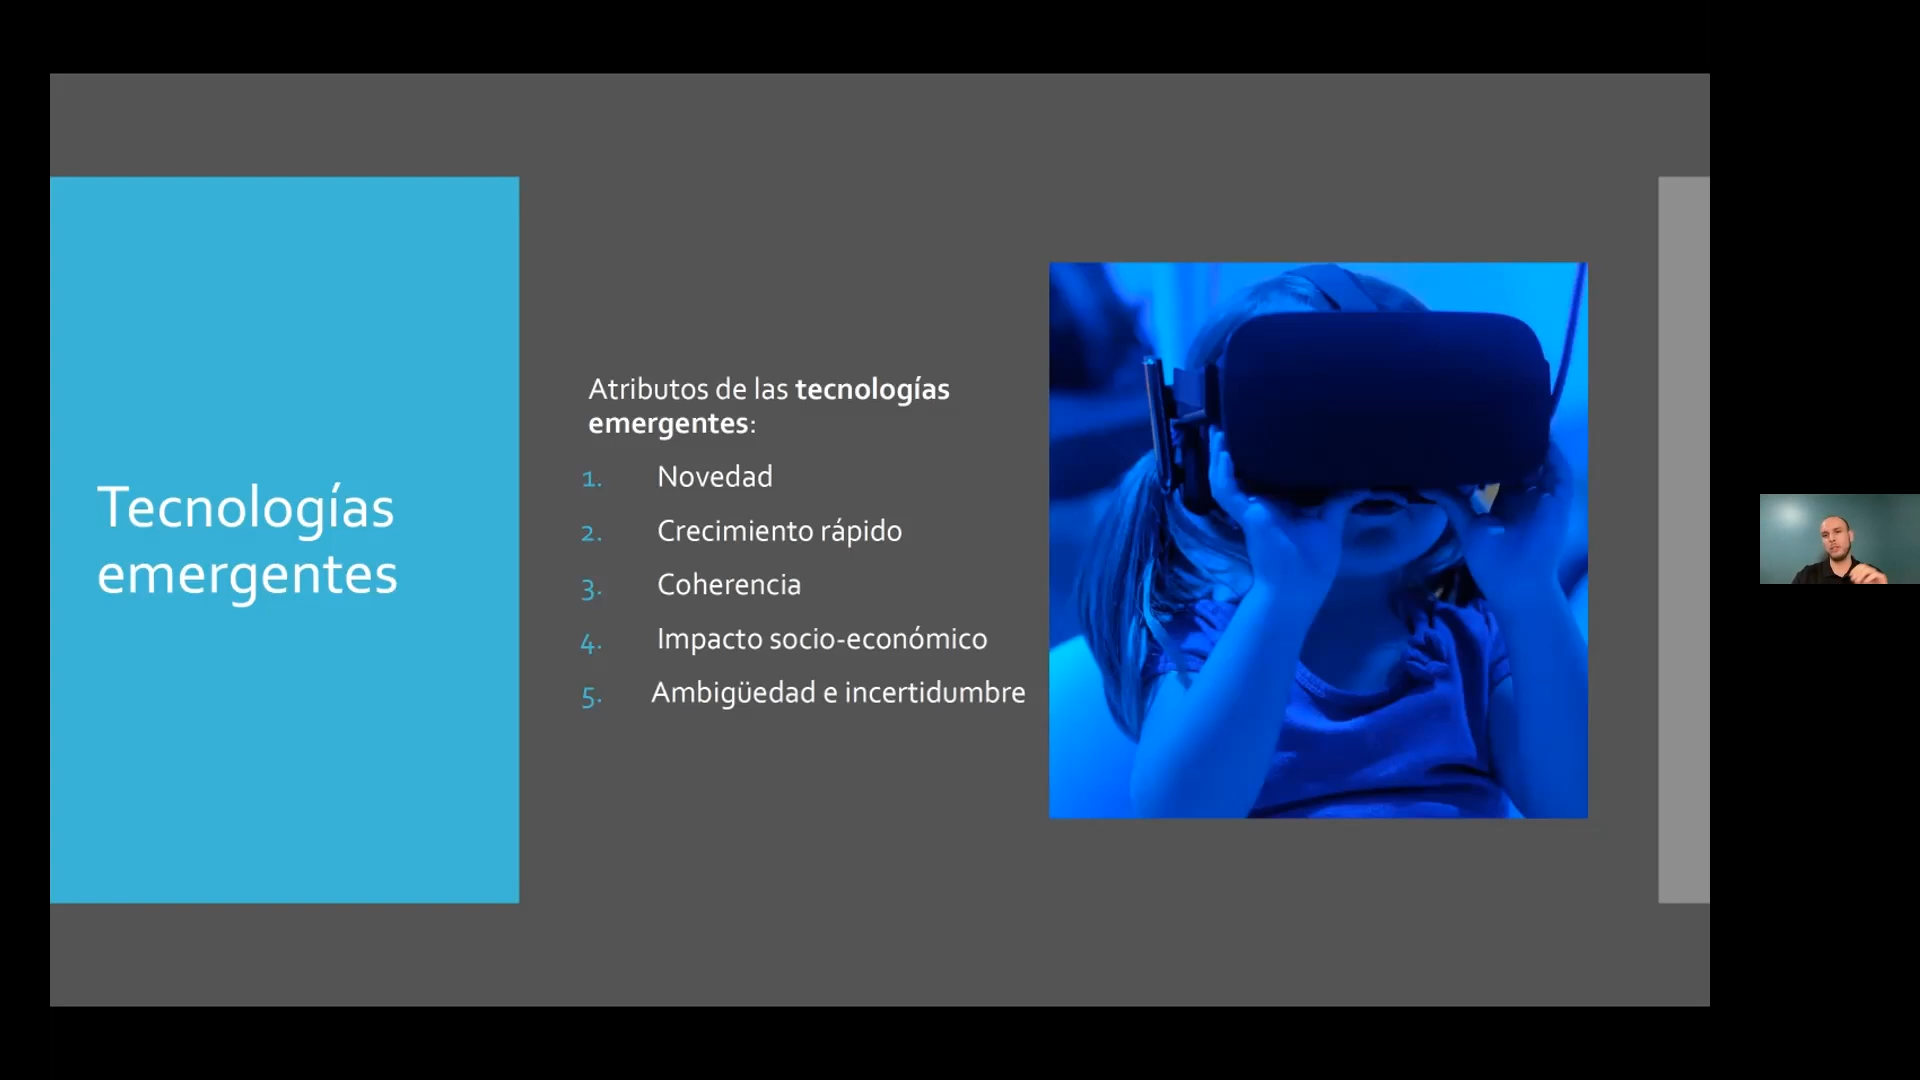 Tecnologías
emergentes
Atributos de las tecnologías
emergentes:
1. Novedad
2. Crecimiento rápido
3. Coherencia
4. Impacto socio-económico
5. Ambigüedad e incertidumbre